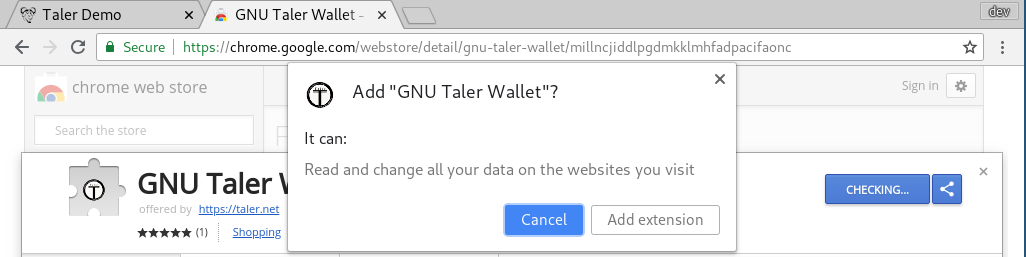 Taler Demo
GNU Taler Wallet -
dev
Secure
https://chrome.google.com/webstore/detail/gnu-taler-wallet/millncjiddlpgdmkklmhfadpacifaonc
chrome web store
Sign in
Search the store
Add "GNU Taler Wallet"?
It can:
Read and change all your data on the websites you visit
Cancel
Add extension
GNU Taler
offered by https://taler.net
(1)
Shopping
CHECKING...